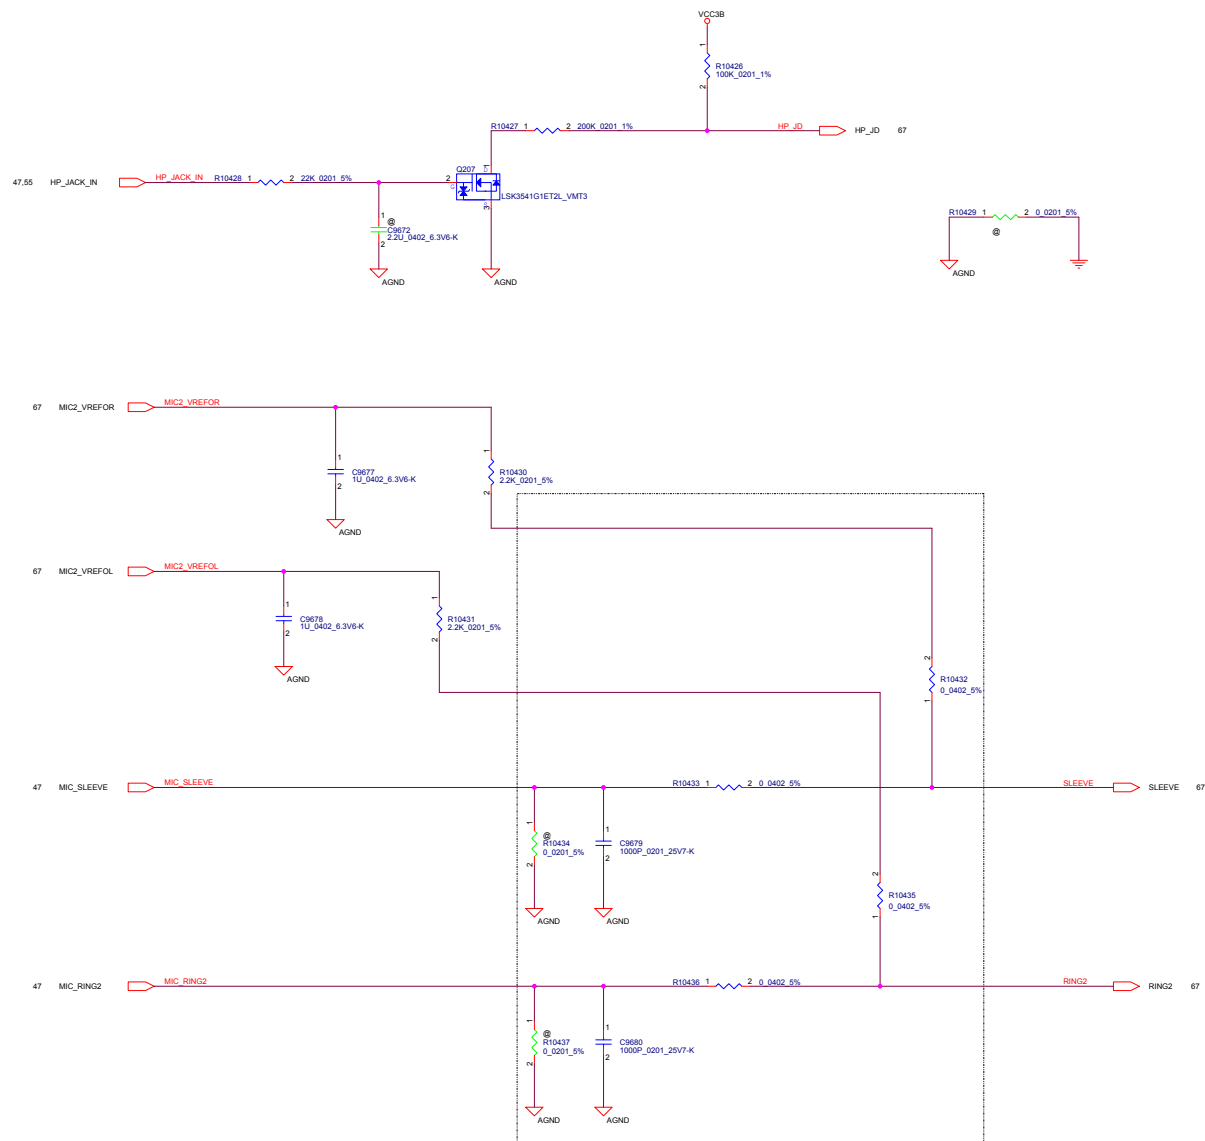 VCC3B
1
R10426
100K_0201_1%
2
R10427 1 2 200K_0201_1% HP_JD HP_JD 67
Q207
1
47,55 HP_JACK_IN HP_JACK_IN R10428 1 2 22K_0201_5% 2
LSK3541G1ET2L_VMT3
3
1
@
C9672
2.2U_0402_6.3V6-K
2
AGND
AGND
R10429 1 2 0_0201_5%
@
AGND
67 MIC2_VREFOR MIC2_VREFOR
1
C9677
1U_0402_6.3V6-K
2
AGND
1
R10430
2.2K_0201_5%
2
67 MIC2_VREFOL MIC2_VREFOL
1
C9678
1U_0402_6.3V6-K
2
AGND
1
R10431
2.2K_0201_5%
2
2
R10432
0_0402_5%
1
47 MIC_SLEEVE MIC_SLEEVE R10433 1 2 0_0402_5% SLEEVE SLEEVE 67
1
@
R10434
0_0201_5%
2
AGND
1
C9679
1000P_0201_25V7-K
2
AGND
2
R10435
0_0402_5%
1
47 MIC_RING2 MIC_RING2 R10436 1 2 0_0402_5% RING2 RING2 67
1
@
R10437
0_0201_5%
2
AGND
1
C9680
1000P_0201_25V7-K
2
AGND